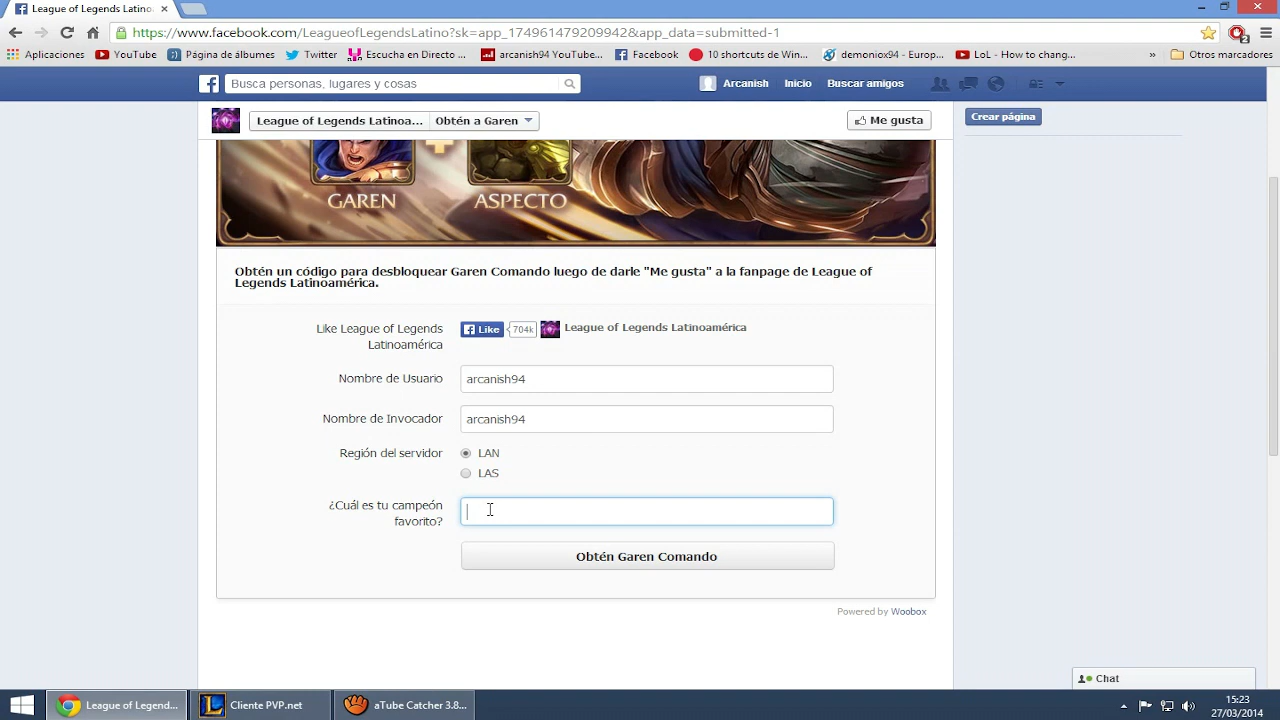 League of Legends Latino
https://www.facebook.com/LeagueofLegendsLatino?sk=app_174961479209942&app_data=submitted-1
2
Aplicaciones YouTube Página de álbumes Twitter Escucha en Direct arcanish94 YouTube... Facebook 10 shortcuts de Win... demoniox94 - Europ... LoL - How to chang... » Otros marcadores
Busca personas, lugares y cosas
Arcanish Inicio Buscar amigos
League of Legends Latinoa... Obtén a Garen
Me gusta
Crear página
GAREN ASPECTO
Obtén un código para desbloquear Garen Comando luego de darle "Me gusta" a la fanpage de League of
Legends Latinoamérica.
Like League of Legends
Latinoamérica
Like 704k League of Legends Latinoamérica
Nombre de Usuario arcanish94
Nombre de Invocador arcanish94
Región del servidor LAN
LAS
¿Cuál es tu campeón
favorito?
Obtén Garen Comando
Powered by Woobox
Chat
League of Legend... Cliente PVP.net aTube Catcher 3.8...
15:23
27/03/2014